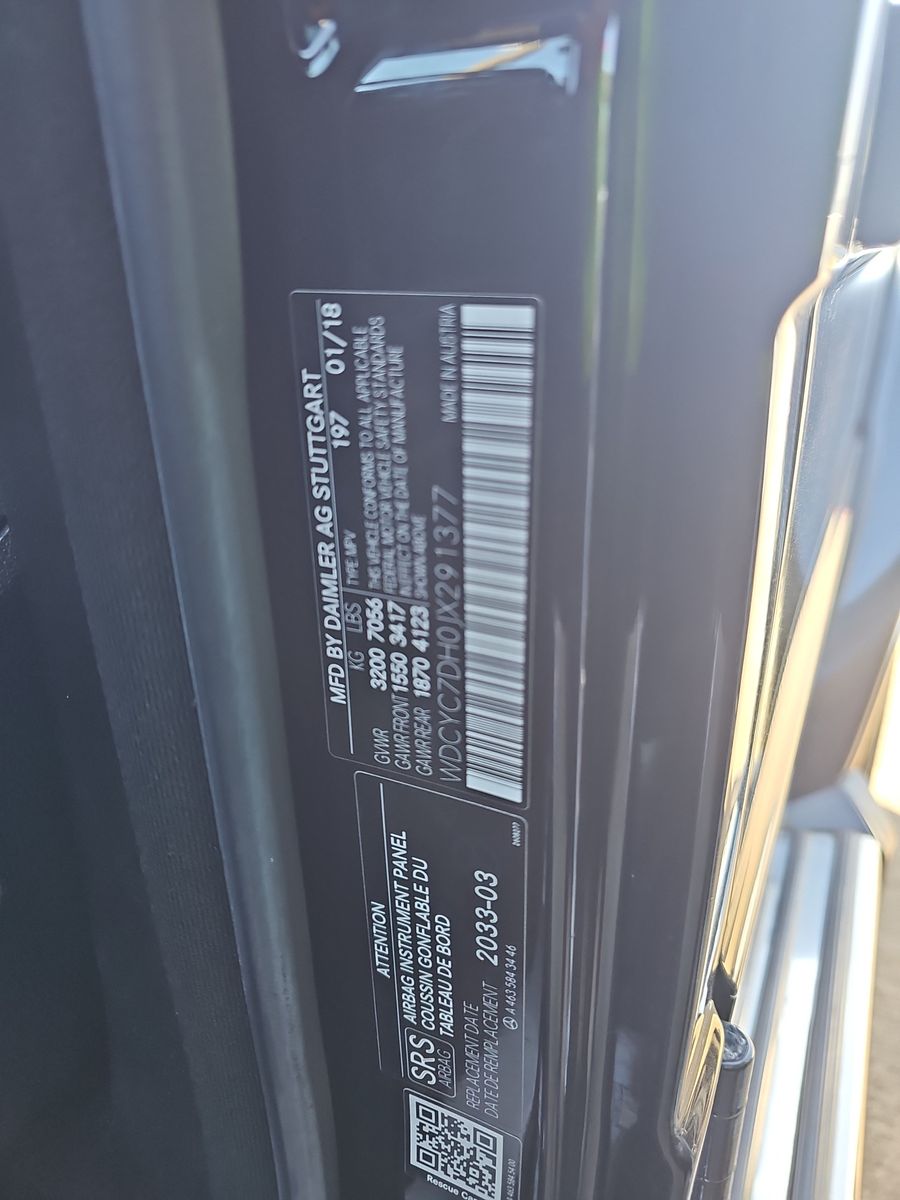 MFD BY DAIMLER AG STUTTGART
197 01/18
KG LBS TYPE: MPV
GVWR 3200 7056 THIS VEHICLE CONFORMS TO ALL APPLICABLE
GAWR FRONT 1550 3417 FEDERAL MOTOR VEHICLE SAFETY STANDARDS
GAWR REAR 1870 4123 IN EFFECT ON THE DATE OF MANUFACTURE
SHOWN ABOVE
WDCYC7DH0JX291377 MADE IN AUSTRIA
ATTENTION
SRS AIRBAG INSTRUMENT PANEL
AIRBAG COUSSIN GONFLABLE DU
TABLEAU DE BORD
REPLACEMENT DATE
DATE DE REMPLACEMENT 2033-03
A 463 584 34 46